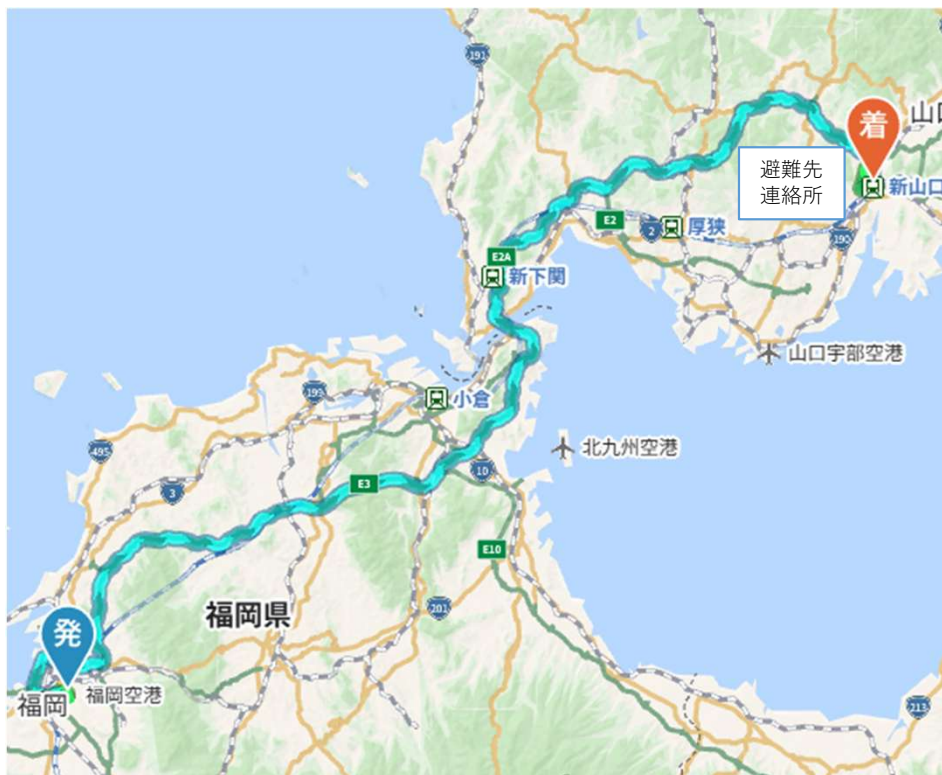 191
山口
着
避難先
連絡所
新山口
E2
2
厚狭
190
E2A
新下関
山口宇部空港
199
小倉
495
北九州空港
3
E3
10
E10
201
福岡県
発
福岡空港
福岡
213